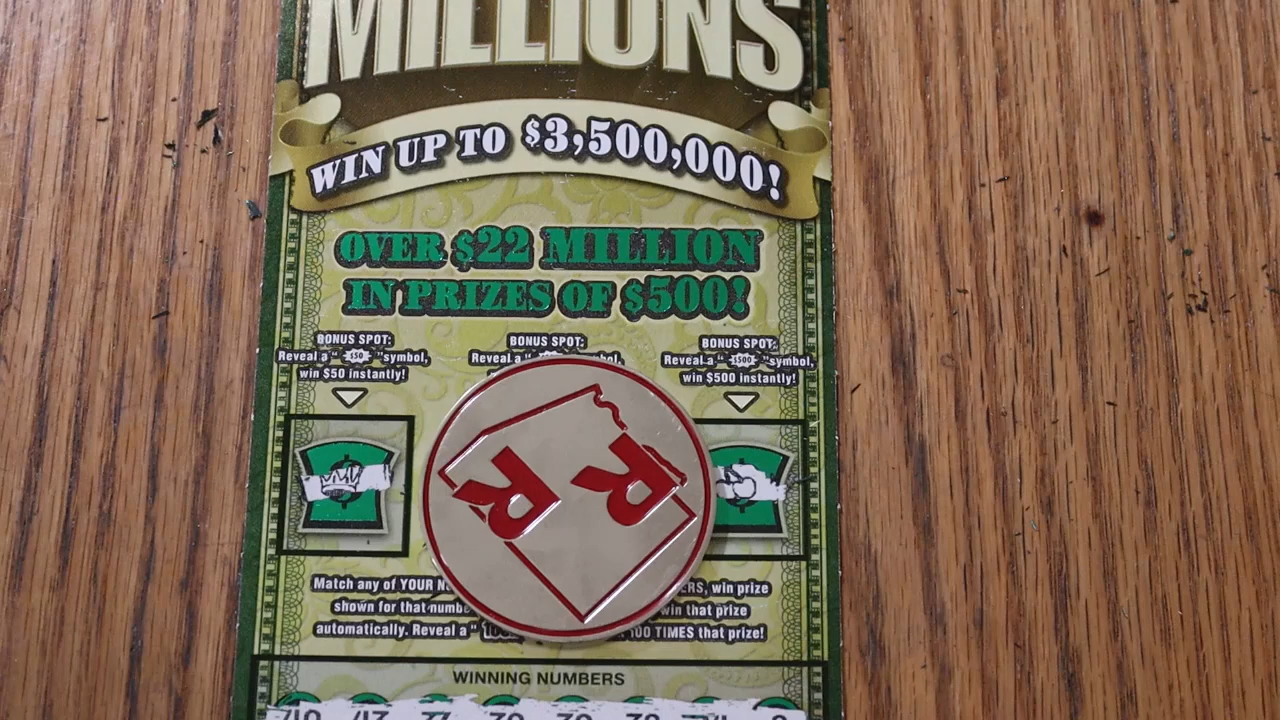 MILLIONS
WIN UP TO $3,500,000!
OVER $22 MILLION
IN PRIZES OF $500!
BONUS SPOT:
Reveal a "$50" symbol,
win $50 instantly!
BONUS SPOT:
Reveal a "
BONUS SPOT:
Reveal a "$500" symbol,
win $500 instantly!
R R
Match any of YOUR
win prize
shown for that
win that prize
automatically. Reveal a "
100 TIMES that prize!
WINNING NUMBERS